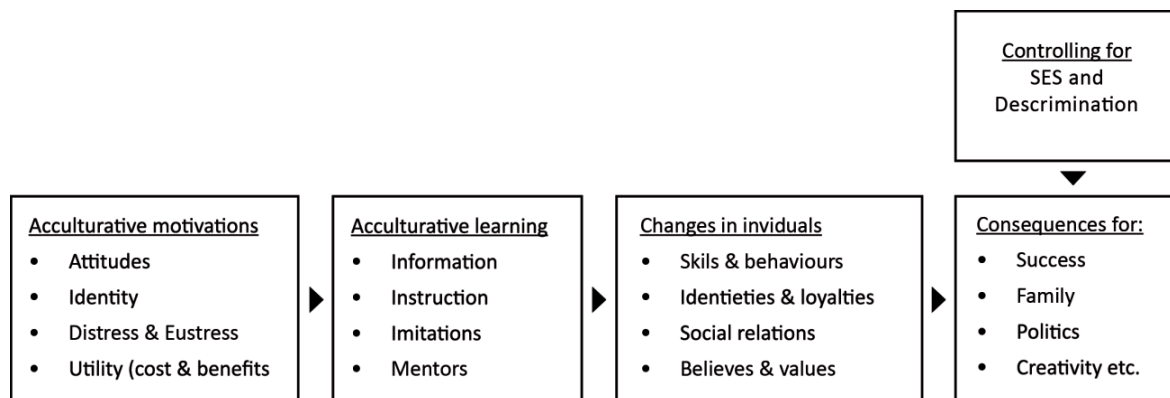 Controlling for
SES and
Descrimination
Acculturative motivations
• Attitudes
• Identity
• Distress & Eustress
• Utility (cost & benefits
Acculturative learning
• Information
• Instruction
• Imitations
• Mentors
Changes in inviduals
• Skils & behaviours
• Identieties & loyalties
• Social relations
• Believes & values
Consequences for:
• Success
• Family
• Politics
• Creativity etc.